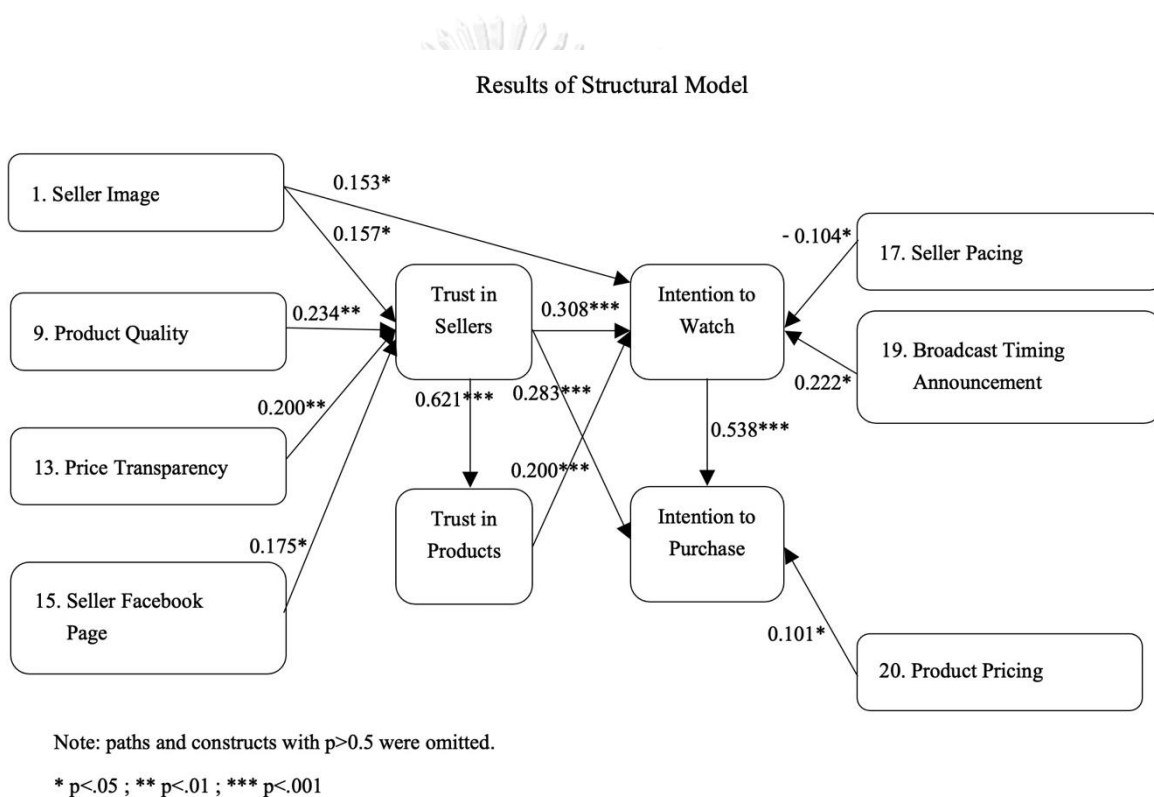 Results of Structural Model
1. Seller Image
0.153*
0.157*
- 0.104*
17. Seller Pacing
9. Product Quality
0.234**
Trust in
Sellers
0.308***
Intention to
Watch
19. Broadcast Timing
Announcement
0.222*
0.200**
0.621***
0.283***
0.538***
13. Price Transparency
0.200***
Trust in
Products
Intention to
Purchase
0.175*
15. Seller Facebook
Page
0.101*
20. Product Pricing
Note: paths and constructs with p>0.5 were omitted.
* p<.05 ; ** p<.01 ; *** p<.001